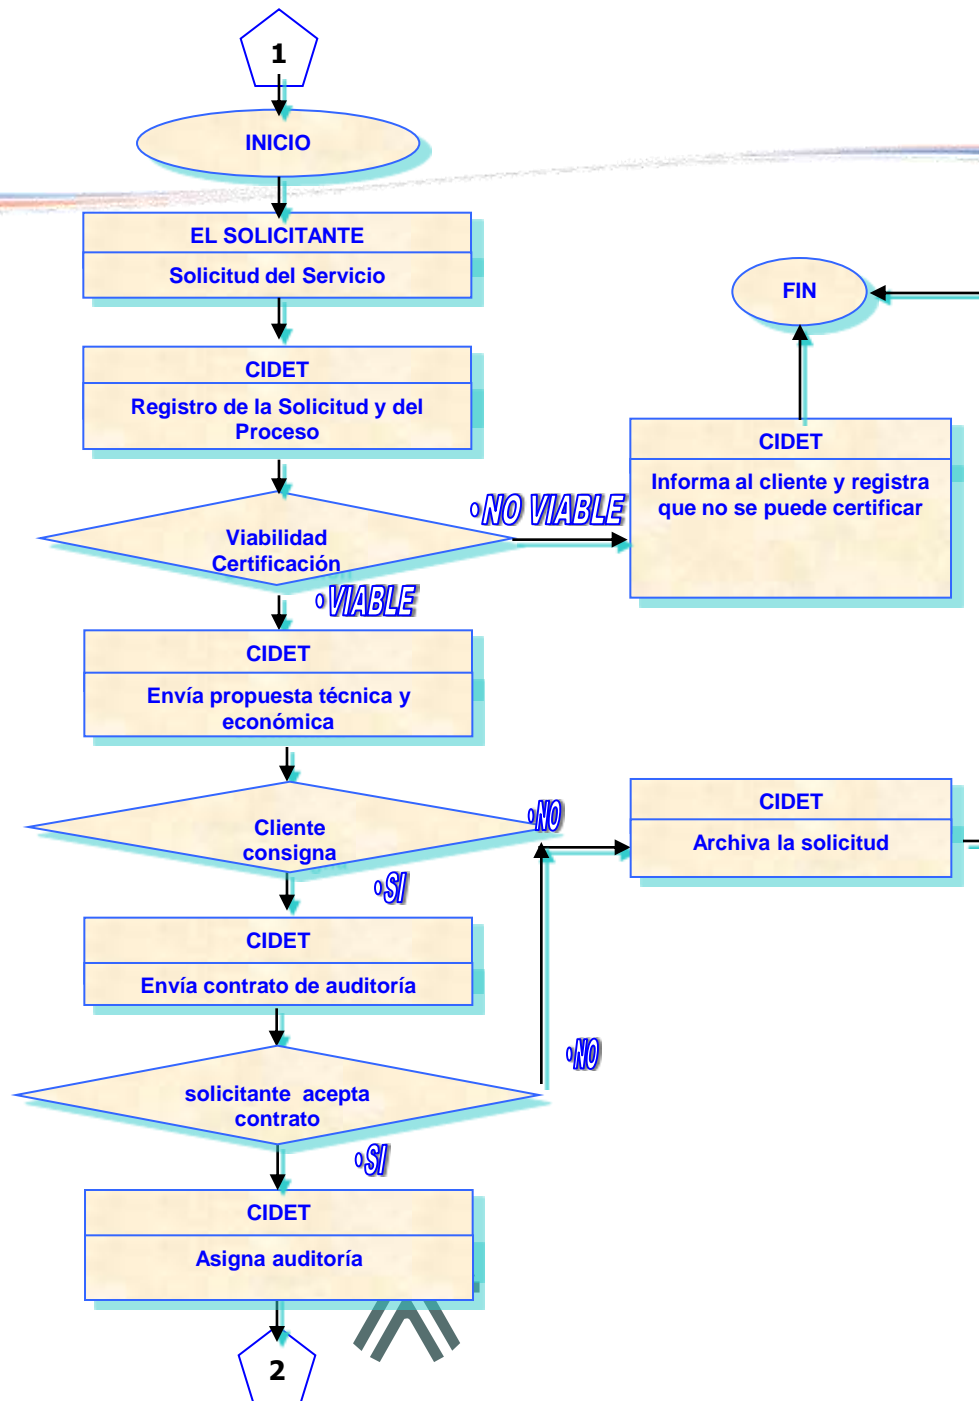 1
INICIO
EL SOLICITANTE
Solicitud del Servicio
FIN
CIDET
Registro de la Solicitud y del
Proceso
CIDET
Informa al cliente y registra
que no se puede certificar
•NO VIABLE
Viabilidad
Certificación
•VIABLE
CIDET
Envía propuesta técnica y
económica
Cliente
consigna
•NO
CIDET
Archiva la solicitud
•SI
CIDET
Envía contrato de auditoría
•NO
solicitante acepta
contrato
•SI
CIDET
Asigna auditoría
2